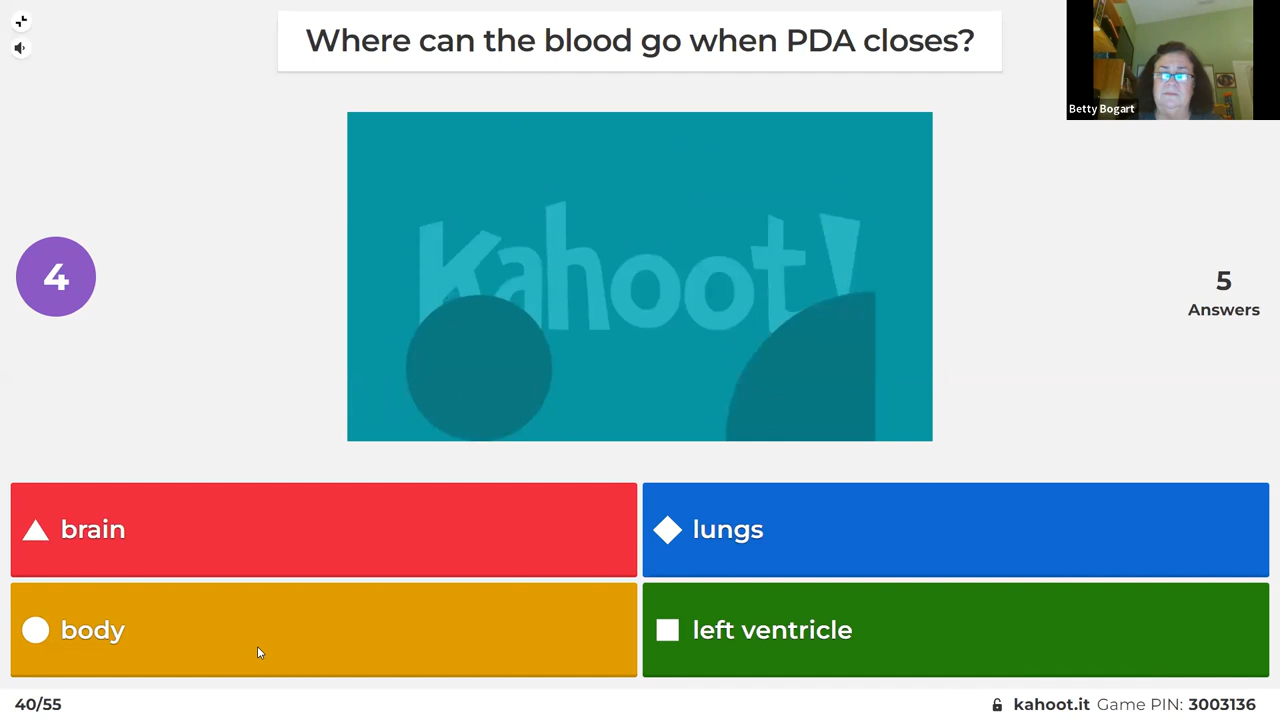 Where can the blood go when PDA closes?
Betty Bogart
Kahoot!
4
5
Answers
brain
lungs
body
left ventricle
40/55
kahoot.it Game PIN: 3003136